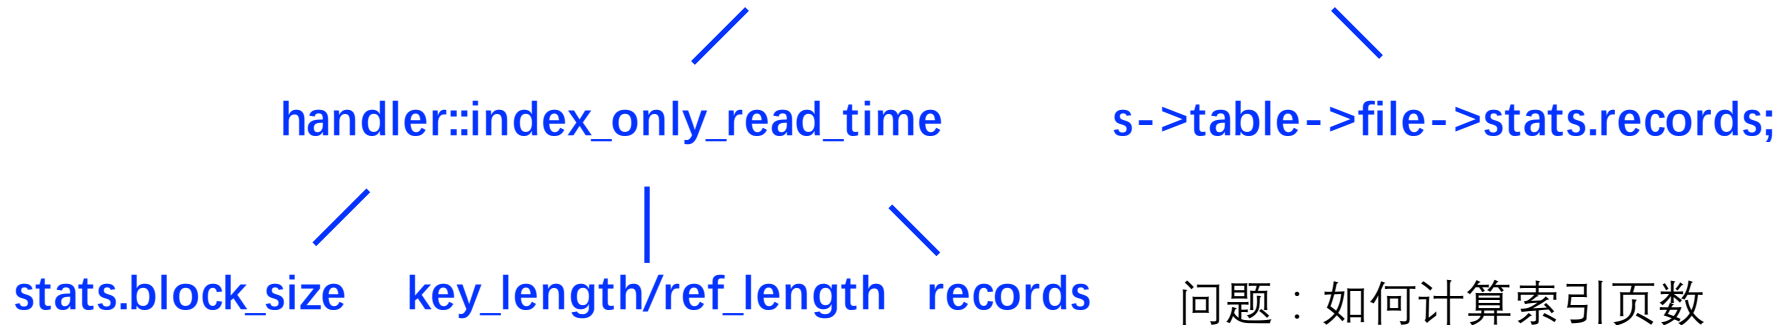 handler::index_only_read_time s->table->file->stats.records;
stats.block_size key_length/ref_length records 问题：如何计算索引页数